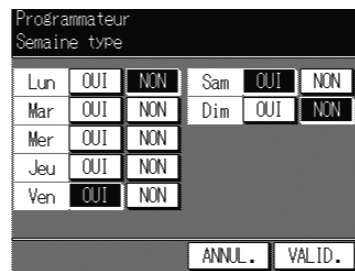 Programmateur
Semaine type
Lun OUI NON Sam OUI NON
Mar OUI NON Dim OUI NON
Mer OUI NON
Jeu OUI NON
Ven OUI NON
ANNUL. VALID.